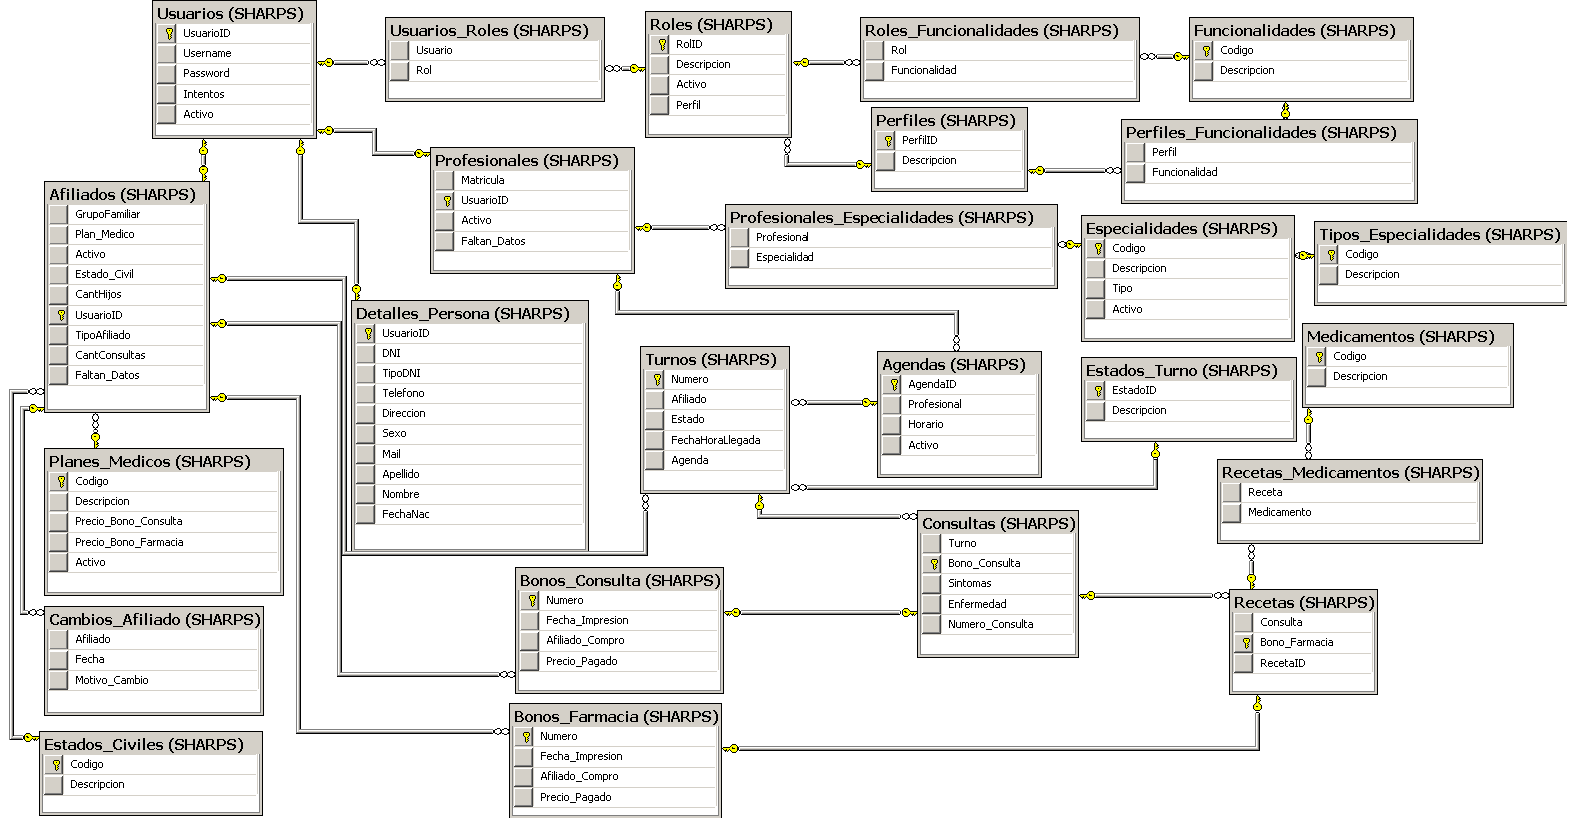 Usuarios (SHARPS)
UsuarioID
Username
Password
Intentos
Activo
Usuarios_Roles (SHARPS)
Usuario
Rol
Roles (SHARPS)
RolID
Descripcion
Activo
Perfil
Roles_Funcionalidades (SHARPS)
Rol
Funcionalidad
Funcionalidades (SHARPS)
Codigo
Descripcion
Perfiles (SHARPS)
PerfilID
Descripcion
Perfiles_Funcionalidades (SHARPS)
Perfil
Funcionalidad
Profesionales (SHARPS)
Matricula
UsuarioID
Activo
Faltan_Datos
Afiliados (SHARPS)
GrupoFamiliar
Plan_Medico
Activo
Estado_Civil
CantHijos
UsuarioID
TipoAfiliado
CantConsultas
Faltan_Datos
Profesionales_Especialidades (SHARPS)
Profesional
Especialidad
Especialidades (SHARPS)
Codigo
Descripcion
Tipo
Activo
Tipos_Especialidades (SHARPS)
Codigo
Descripcion
Detalles_Persona (SHARPS)
UsuarioID
DNI
TipoDNI
Telefono
Direccion
Sexo
Mail
Apellido
Nombre
FechaNac
Turnos (SHARPS)
Numero
Afiliado
Estado
FechaHoraLlegada
Agenda
Agendas (SHARPS)
AgendaID
Profesional
Horario
Activo
Estados_Turno (SHARPS)
EstadoID
Descripcion
Medicamentos (SHARPS)
Codigo
Descripcion
Planes_Medicos (SHARPS)
Codigo
Descripcion
Precio_Bono_Consulta
Precio_Bono_Farmacia
Activo
Recetas_Medicamentos (SHARPS)
Receta
Medicamento
Consultas (SHARPS)
Turno
Bono_Consulta
Sintomas
Enfermedad
Numero_Consulta
Bonos_Consulta (SHARPS)
Numero
Fecha_Impresion
Afiliado_Compro
Precio_Pagado
Recetas (SHARPS)
Consulta
Bono_Farmacia
RecetaID
Cambios_Afiliado (SHARPS)
Afiliado
Fecha
Motivo_Cambio
Bonos_Farmacia (SHARPS)
Numero
Fecha_Impresion
Afiliado_Compro
Precio_Pagado
Estados_Civiles (SHARPS)
Codigo
Descripcion